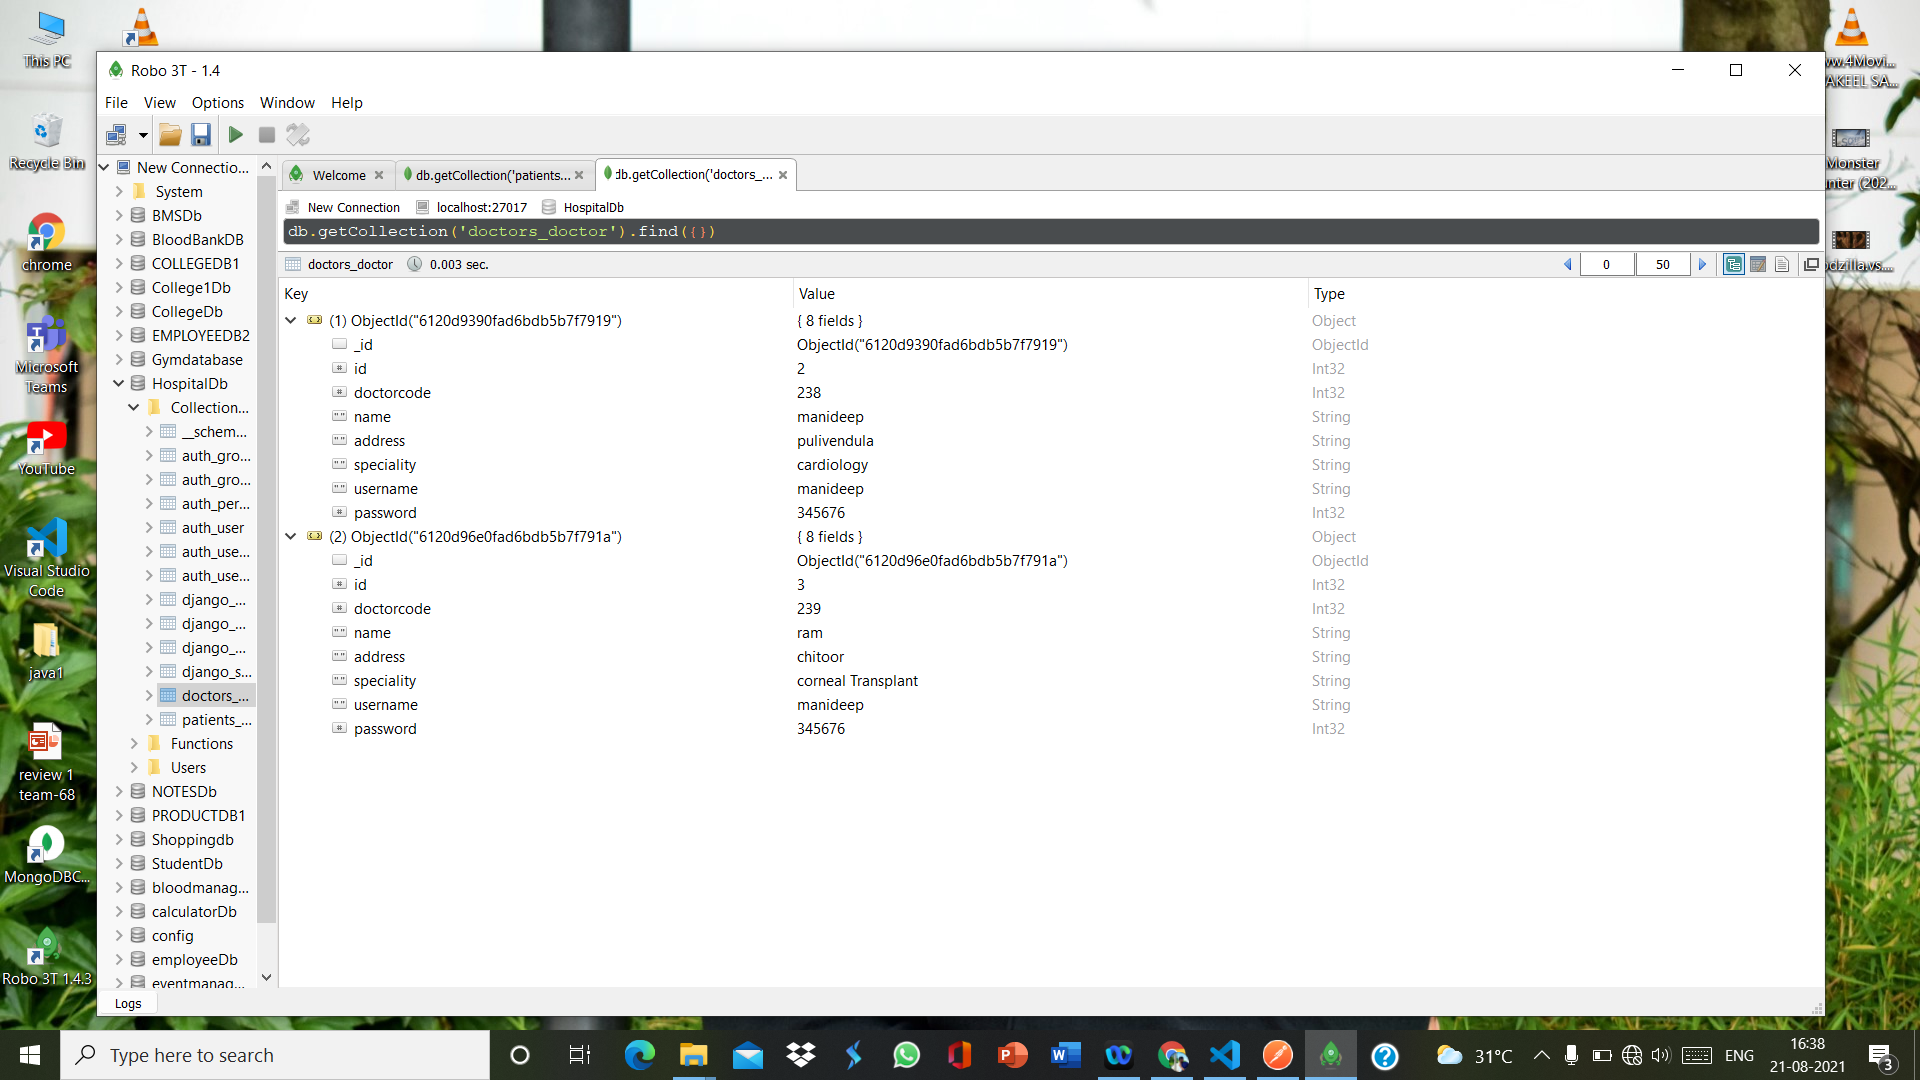 This PC
Recycle Bin
chrome
Microsoft
Teams
YouTube
Visual Studio
Code
java1
review 1
team-68
MongoDBC...
Robo 3T 1.4.3
Robo 3T - 1.4
File View Options Window Help
New Connectio...
System
BMSDb
BloodBankDB
COLLEGEDB1
College1Db
CollegeDb
EMPLOYEEDB2
Gymdatabase
HospitalDb
Collection...
__schem...
auth_gro...
auth_gro...
auth_per...
auth_user
auth_use...
auth_use...
django_...
django_...
django_...
django_s...
doctors_...
patients_...
Functions
Users
NOTESDb
PRODUCTDB1
Shoppingdb
StudentDb
bloodmanag...
calculatorDb
config
employeeDb
eventmanag...
Logs
Welcome db.getCollection('patients... db.getCollection('doctors_...
New Connection localhost:27017 HospitalDb
db.getCollection('doctors_doctor').find({})
doctors_doctor 0.003 sec. 0 50
Key Value Type
(1) ObjectId("6120d9390fad6bdb5b7f7919") { 8 fields } Object
_id ObjectId("6120d9390fad6bdb5b7f7919") ObjectId
id 2 Int32
doctorcode 238 Int32
name manideep String
address pulivendula String
speciality cardiology String
username manideep String
password 345676 Int32
(2) ObjectId("6120d96e0fad6bdb5b7f791a") { 8 fields } Object
_id ObjectId("6120d96e0fad6bdb5b7f791a") ObjectId
id 3 Int32
doctorcode 239 Int32
name ram String
address chitoor String
speciality corneal Transplant String
username manideep String
password 345676 Int32
vw.4Movi...
AKEEL SA...
Monster
nter (202...
dzilla.vs....
Type here to search
31°C ENG 16:38
21-08-2021
3